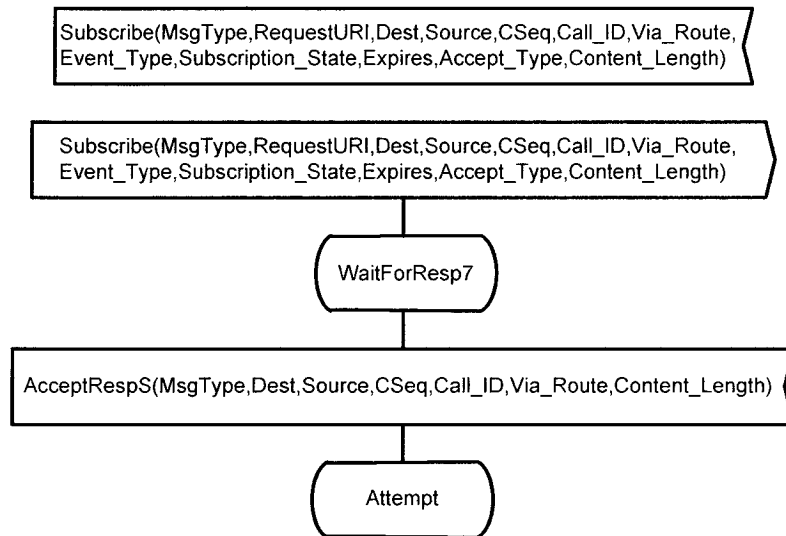 Subscribe(MsgType,RequestURI,Dest,Source,CSeq,Call_ID,Via_Route,
Event_Type,Subscription_State,Expires,Accept_Type,Content_Length)
Subscribe(MsgType,RequestURI,Dest,Source,CSeq,Call_ID,Via_Route,
Event_Type,Subscription_State,Expires,Accept_Type,Content_Length)
WaitForResp7
AcceptRespS(MsgType,Dest,Source,CSeq,Call_ID,Via_Route,Content_Length)
Attempt